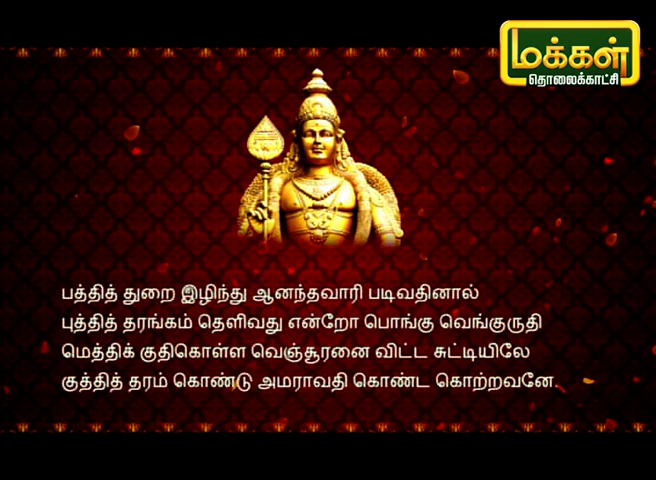 மக்கள்
தொலைக்காட்சி
பத்தித் துறை இழிந்து ஆனந்தவாரி படிவதினால்
புத்தித் தரங்கம் தெளிவது என்றோ பொங்கு வெங்குருதி
மெத்திக் குதிகொள்ள வெஞ்சூரனை விட்ட சுட்டியிலே
குத்தித் தரம் கொண்டு அமராவதி கொண்ட கொற்றவனே.